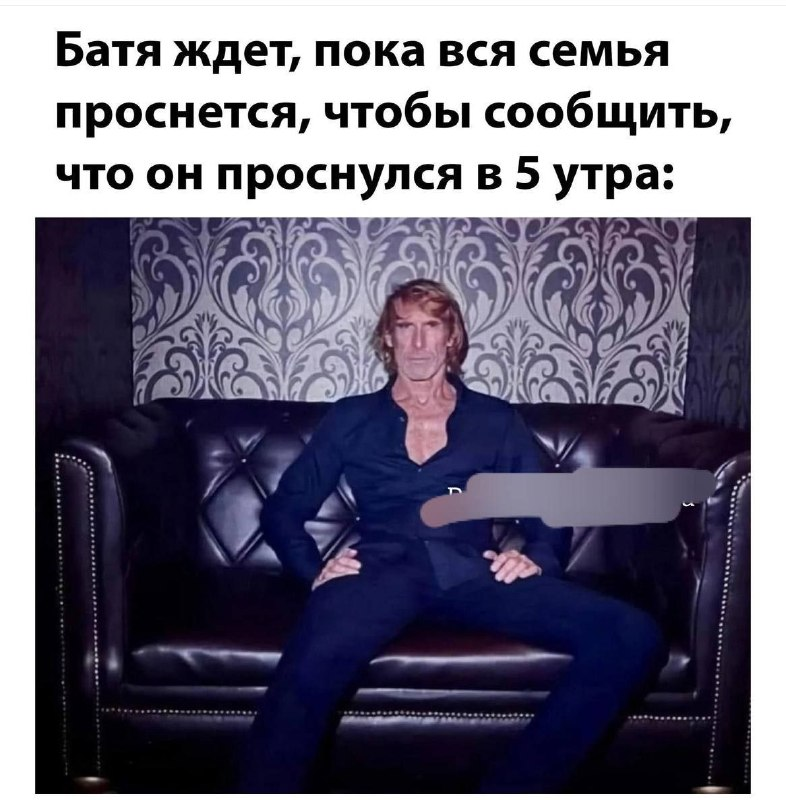 Батя ждет, пока вся семья
проснется, чтобы сообщить,
что он проснулся в 5 утра: